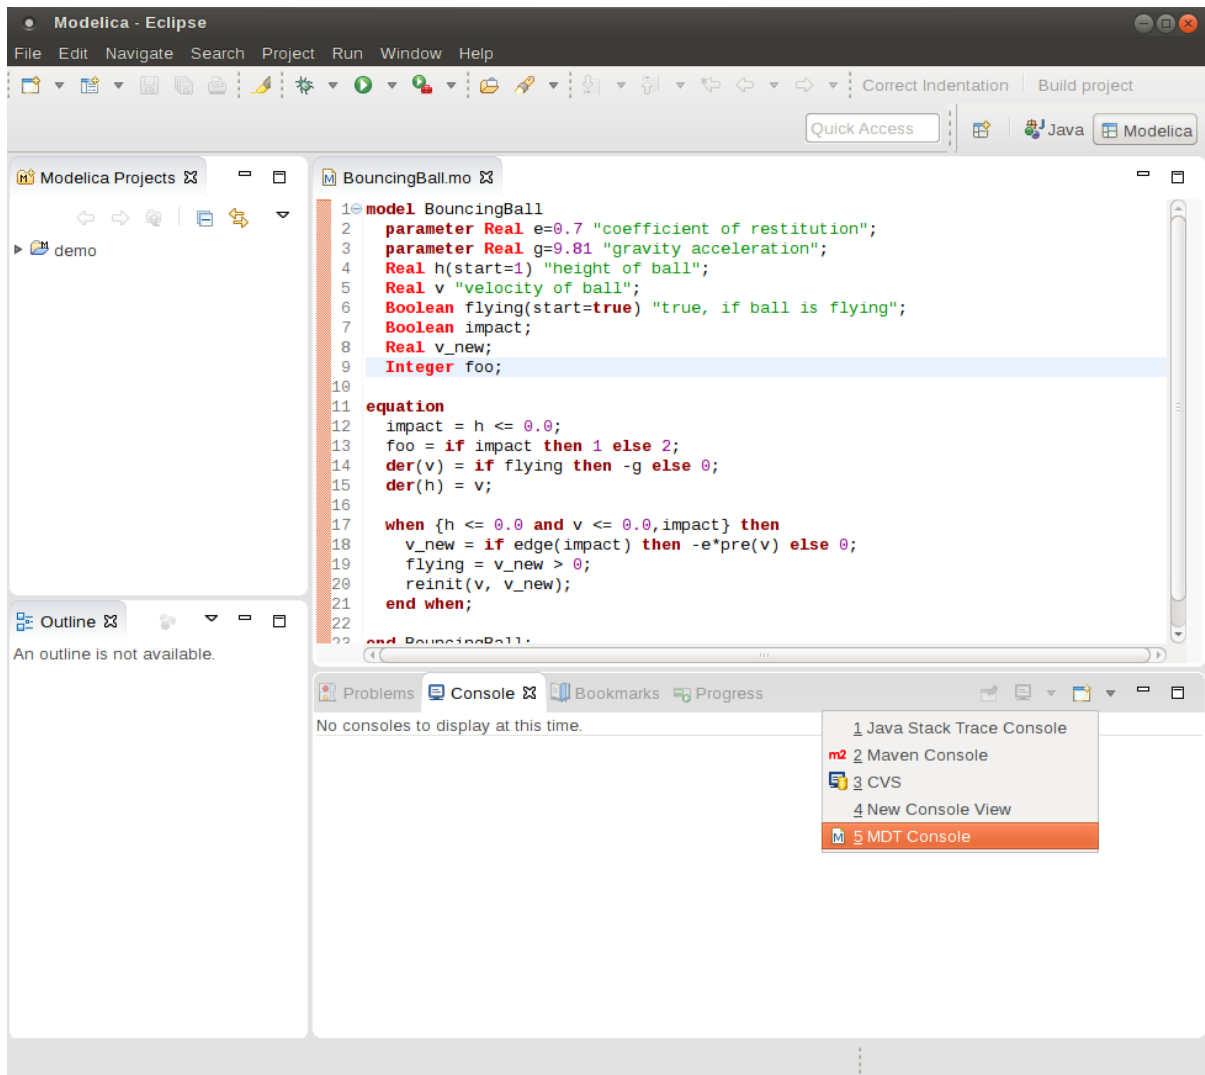 Modelica - Eclipse
File Edit Navigate Search Project Run Window Help
Correct Indentation Build project
Quick Access Java Modelica
Modelica Projects
demo
BouncingBall.mo
1 model BouncingBall
2 parameter Real e=0.7 "coefficient of restitution";
3 parameter Real g=9.81 "gravity acceleration";
4 Real h(start=1) "height of ball";
5 Real v "velocity of ball";
6 Boolean flying(start=true) "true, if ball is flying";
7 Boolean impact;
8 Real v_new;
9 Integer foo;
10
11 equation
12 impact = h <= 0.0;
13 foo = if impact then 1 else 2;
14 der(v) = if flying then -g else 0;
15 der(h) = v;
16
17 when {h <= 0.0 and v <= 0.0,impact} then
18 v_new = if edge(impact) then -e*pre(v) else 0;
19 flying = v_new > 0;
20 reinit(v, v_new);
21 end when;
22
23 end BouncingBall;
Outline
An outline is not available.
Problems Console Bookmarks Progress
No consoles to display at this time.
1 Java Stack Trace Console
m2 2 Maven Console
3 CVS
4 New Console View
M 5 MDT Console